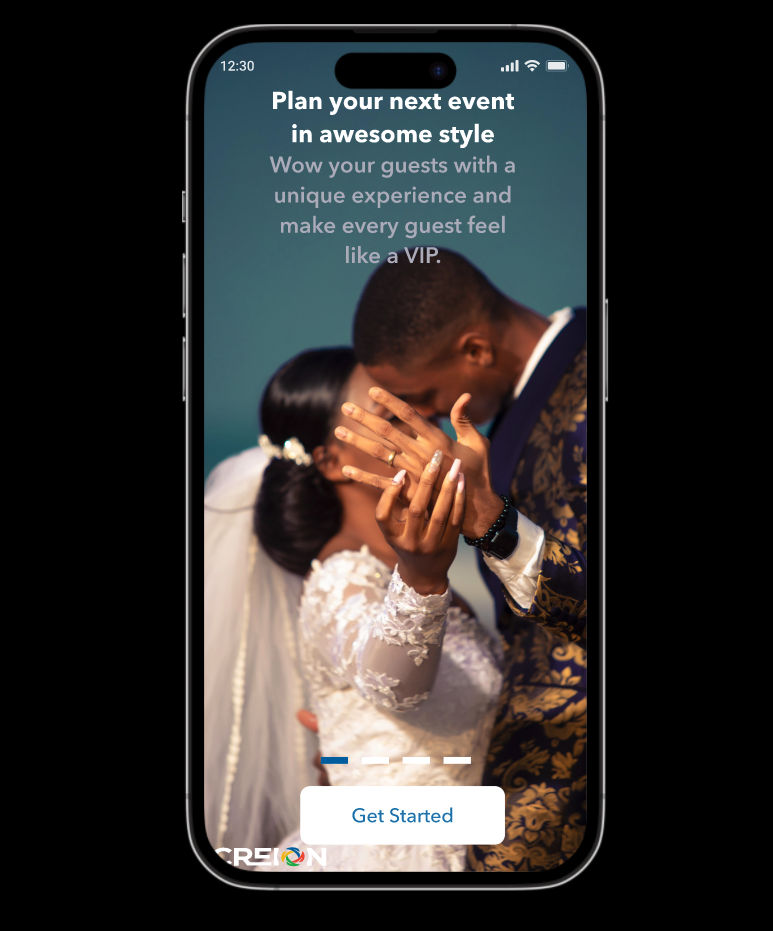 12:30
Plan your next event
in awesome style
Wow your guests with a
unique experience and
make every guest feel
like a VIP.
Get Started
CREION